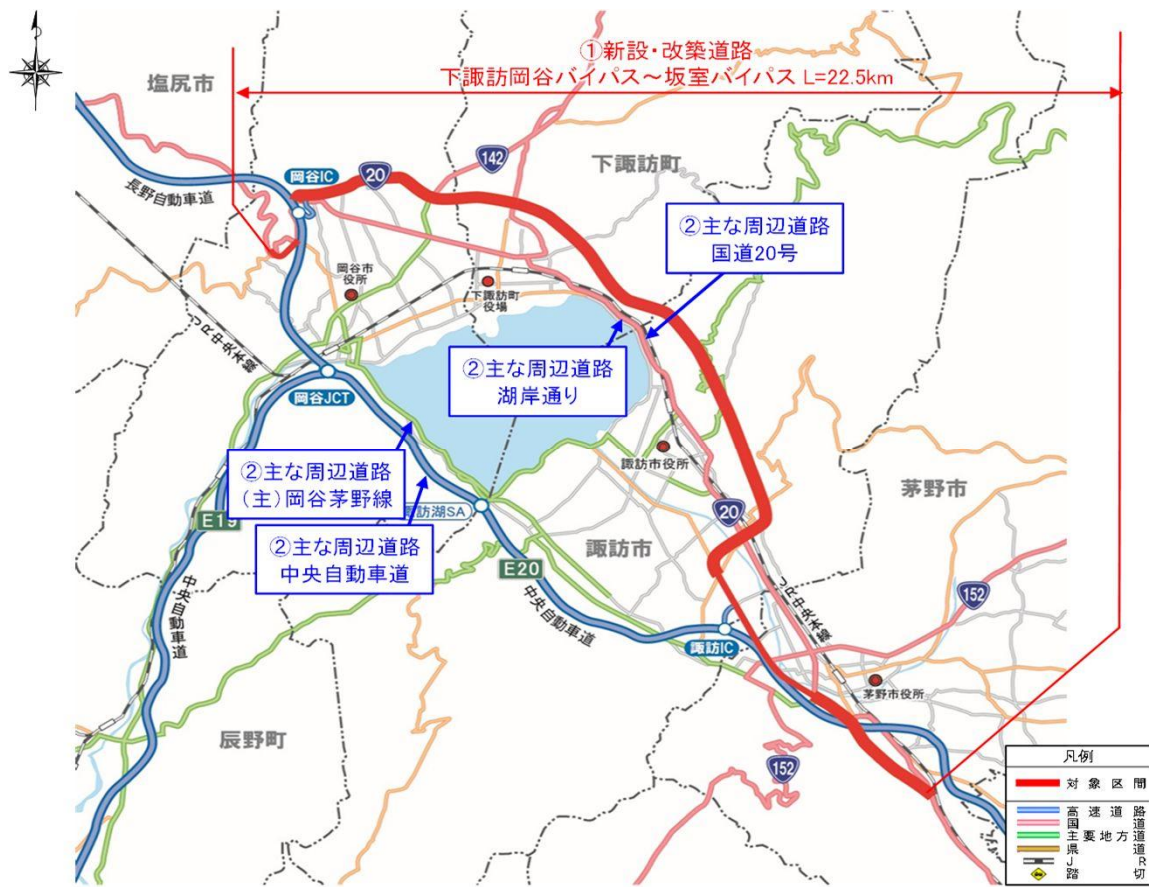 ①新設・改築道路
下諏訪岡谷バイパス～坂室バイパス L=22.5km
塩尻市
岡谷IC
20
142
下諏訪町
長野自動車道
②主な周辺道路
国道20号
岡谷市
役所
下諏訪町
役場
JR中央本線
②主な周辺道路
湖岸通り
岡谷JCT
諏訪市役所
②主な周辺道路
(主)岡谷茅野線
茅野市
諏訪湖SA
20
E19
②主な周辺道路
中央自動車道
諏訪市
E20
中央自動車道
JR中央本線
152
中央自動車道
諏訪IC
茅野市役所
辰野町
152
凡例
対象区間
高速道路
国道
主要地方道
県道
JR
踏切